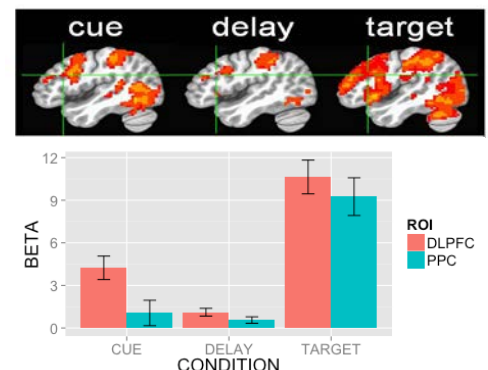 cue delay target
12
9
6
3
0
BETA
CUE DELAY TARGET
CONDITION
ROI
DLPFC
PPC